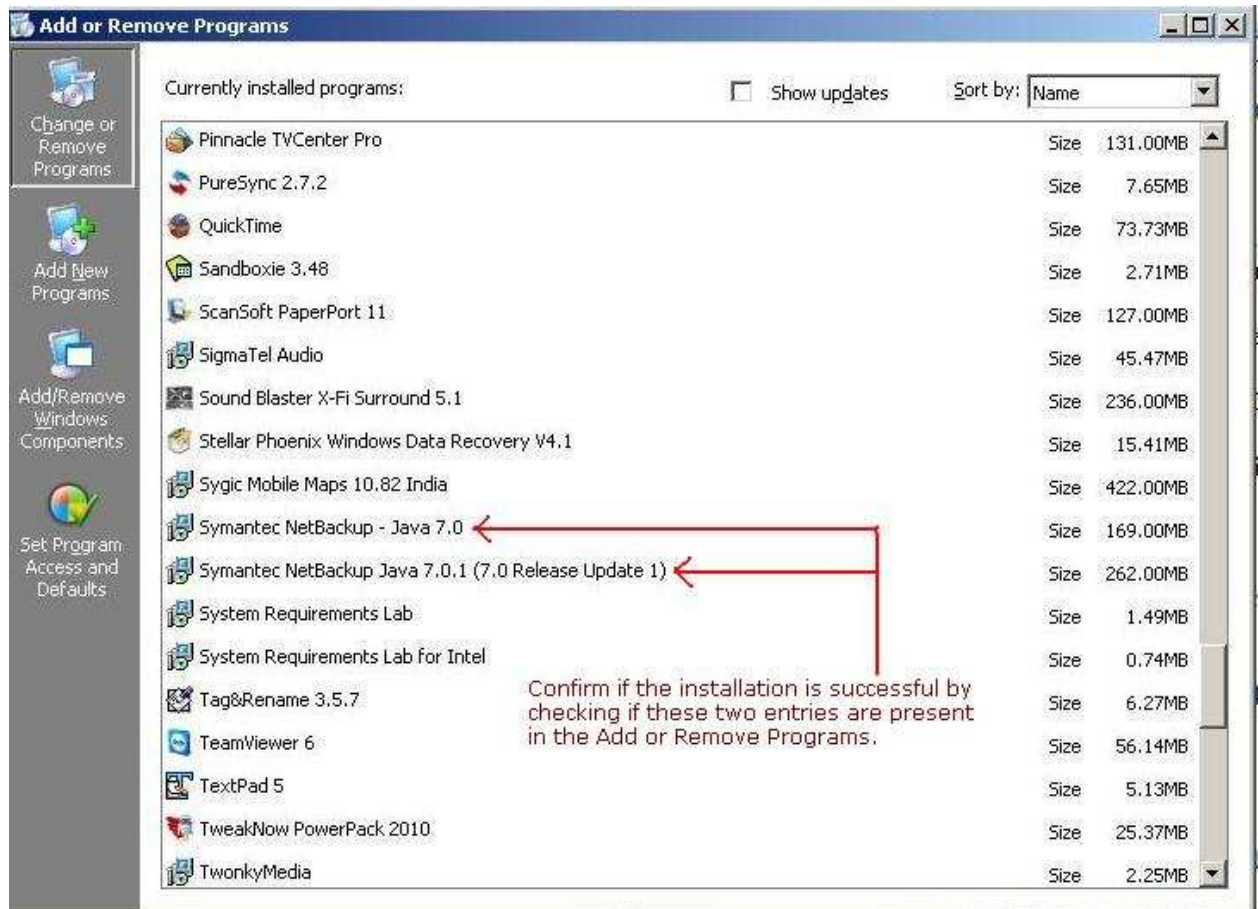 Add or Remove Programs
Change or
Remove
Programs
Add New
Programs
Add/Remove
Windows
Components
Set Program
Access and
Defaults
Currently installed programs:
Show updates
Sort by: Name
Pinnacle TVCenter Pro Size 131.00MB
PureSync 2.7.2 Size 7.65MB
QuickTime Size 73.73MB
Sandboxie 3.48 Size 2.71MB
ScanSoft PaperPort 11 Size 127.00MB
SigmaTel Audio Size 45.47MB
Sound Blaster X-Fi Surround 5.1 Size 236.00MB
Stellar Phoenix Windows Data Recovery V4.1 Size 15.41MB
Sygic Mobile Maps 10.82 India Size 422.00MB
Symantec NetBackup - Java 7.0 Size 169.00MB
Symantec NetBackup Java 7.0.1 (7.0 Release Update 1) Size 262.00MB
System Requirements Lab Size 1.49MB
System Requirements Lab for Intel Size 0.74MB
Tag&Rename 3.5.7 Size 6.27MB
TeamViewer 6 Size 56.14MB
TextPad 5 Size 5.13MB
TweakNow PowerPack 2010 Size 25.37MB
TwonkyMedia Size 2.25MB
Confirm if the installation is successful by
checking if these two entries are present
in the Add or Remove Programs.